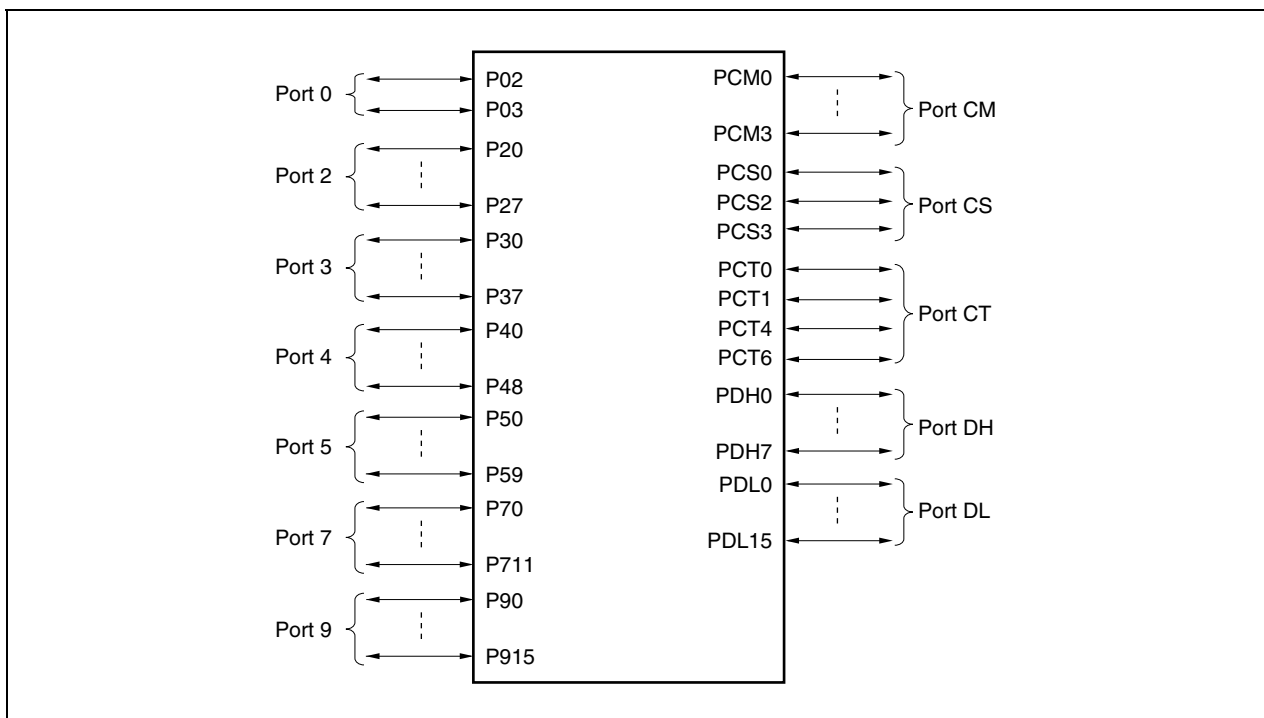 Port 0
P02
P03
Port 2
P20
P27
Port 3
P30
P37
Port 4
P40
P48
Port 5
P50
P59
Port 7
P70
P711
Port 9
P90
P915
PCM0
PCM3
Port CM
PCS0
PCS2
PCS3
Port CS
PCT0
PCT1
PCT4
PCT6
Port CT
PDH0
PDH7
Port DH
PDL0
PDL15
Port DL